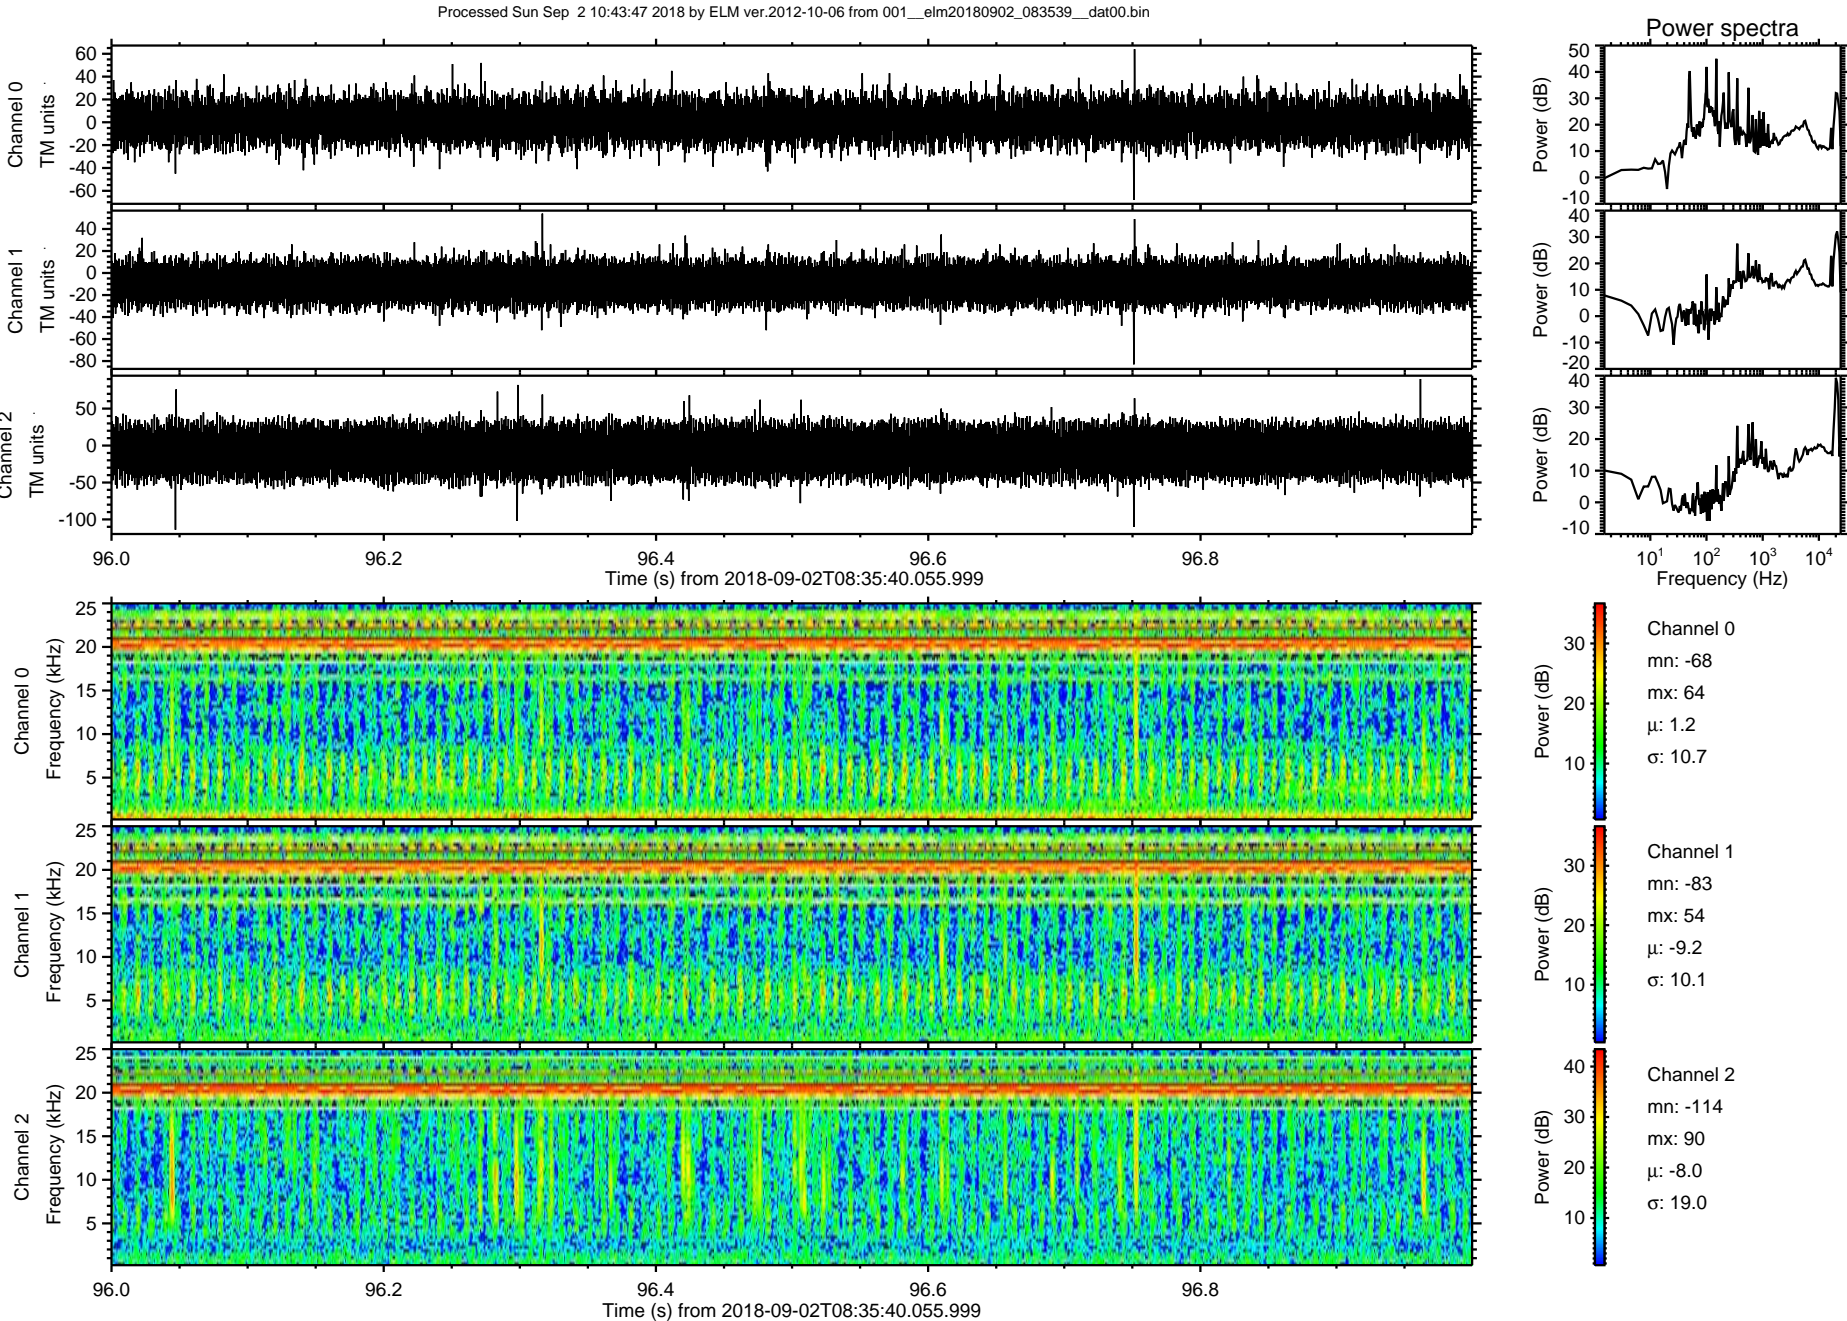 Processed Sun Sep  2 10:43:47 2018 by ELM ver.2012-10-06 from 001__elm20180902_083539__dat00.bin
Power spectra
Channel 0
TM units
60
40
20
0
-20
-40
-60
Power (dB)
50
40
30
20
10
0
-10
Channel 1
TM units
40
20
0
-20
-40
-60
-80
Power (dB)
40
30
20
10
0
-10
-20
Channel 2
TM units
50
0
-50
-100
Power (dB)
40
30
20
10
0
-10
96.0 96.2 96.4 96.6 96.8
Time (s) from 2018-09-02T08:35:40.055.999
10^1 10^2 10^3 10^4
Frequency (Hz)
Channel 0
Frequency (kHz)
25
20
15
10
5
Power (dB)
30
20
10
Channel 0
mn: -68
mx: 64
μ: 1.2
σ: 10.7
Channel 1
Frequency (kHz)
25
20
15
10
5
Power (dB)
30
20
10
Channel 1
mn: -83
mx: 54
μ: -9.2
σ: 10.1
Channel 2
Frequency (kHz)
25
20
15
10
5
Power (dB)
40
30
20
10
Channel 2
mn: -114
mx: 90
μ: -8.0
σ: 19.0
96.0 96.2 96.4 96.6 96.8
Time (s) from 2018-09-02T08:35:40.055.999